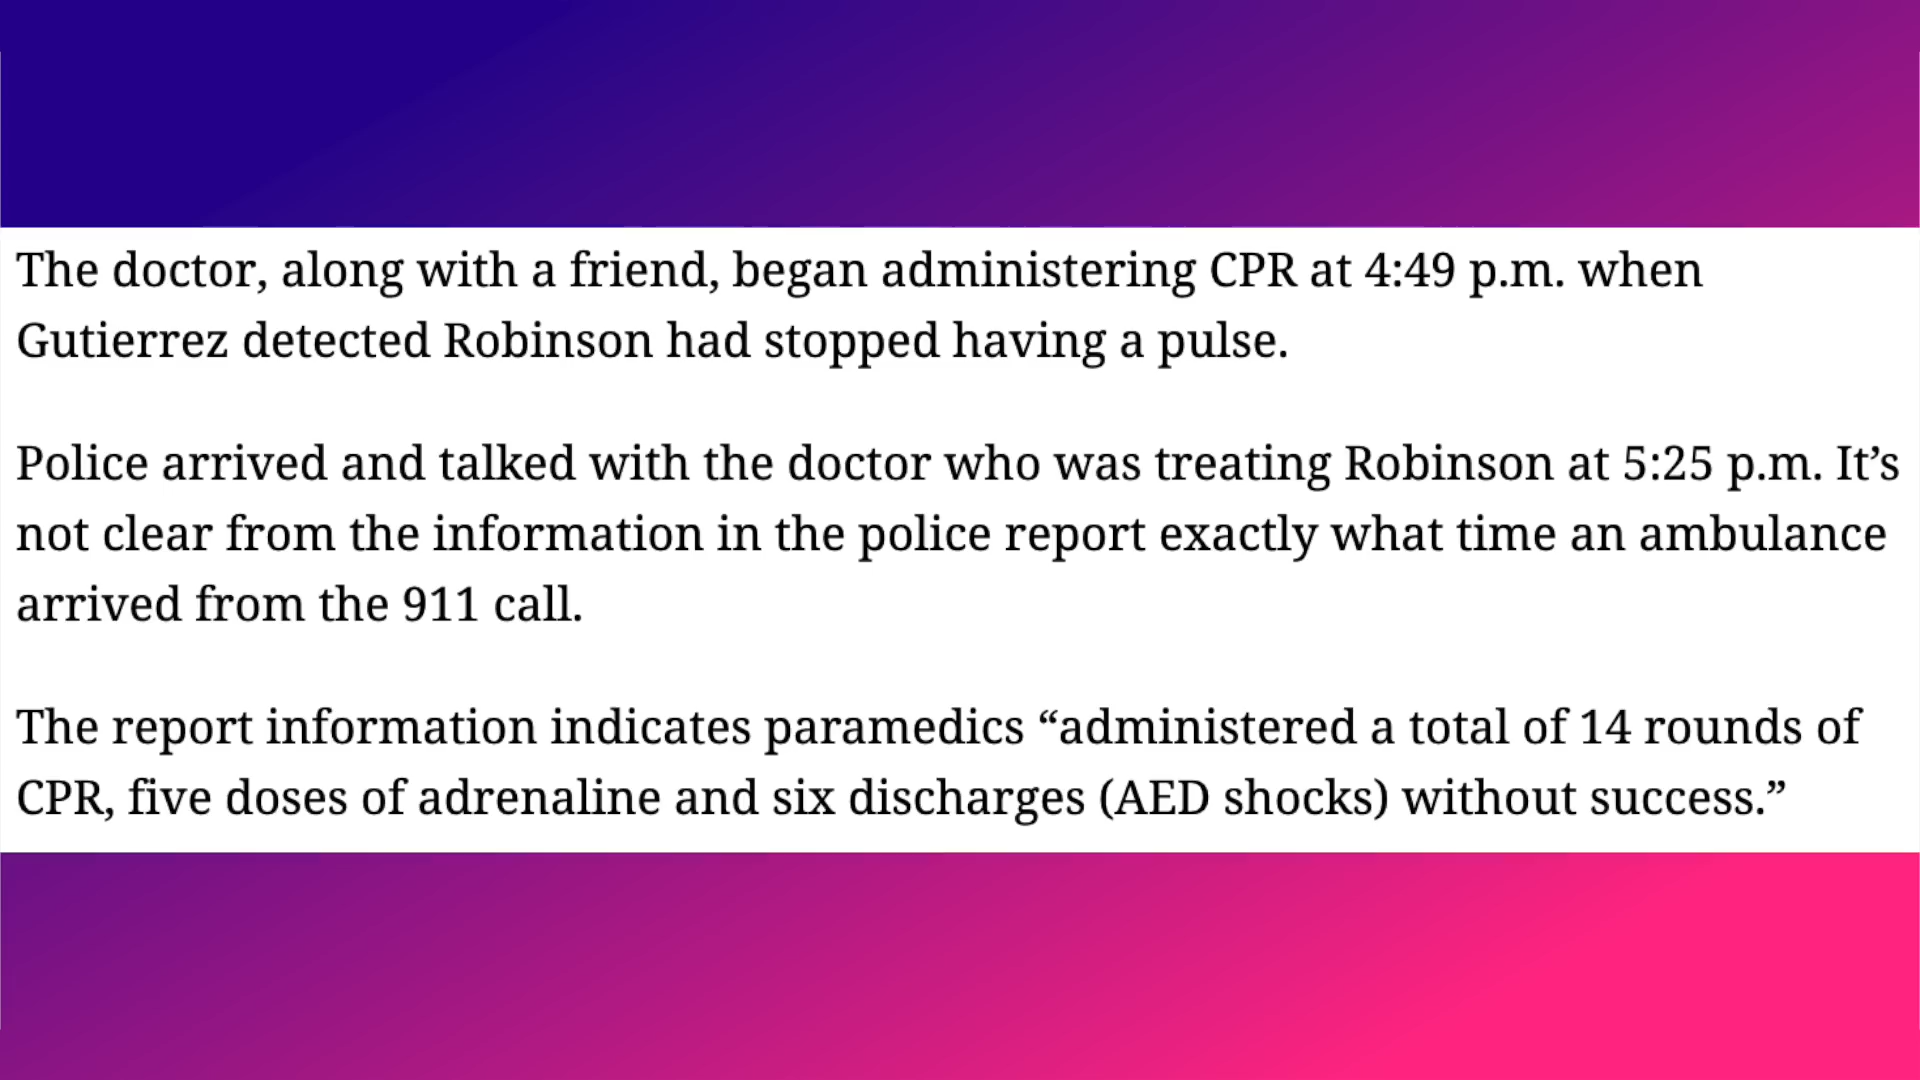 The doctor, along with a friend, began administering CPR at 4:49 p.m. when
Gutierrez detected Robinson had stopped having a pulse.
Police arrived and talked with the doctor who was treating Robinson at 5:25 p.m. It’s
not clear from the information in the police report exactly what time an ambulance
arrived from the 911 call.
The report information indicates paramedics “administered a total of 14 rounds of
CPR, five doses of adrenaline and six discharges (AED shocks) without success.”